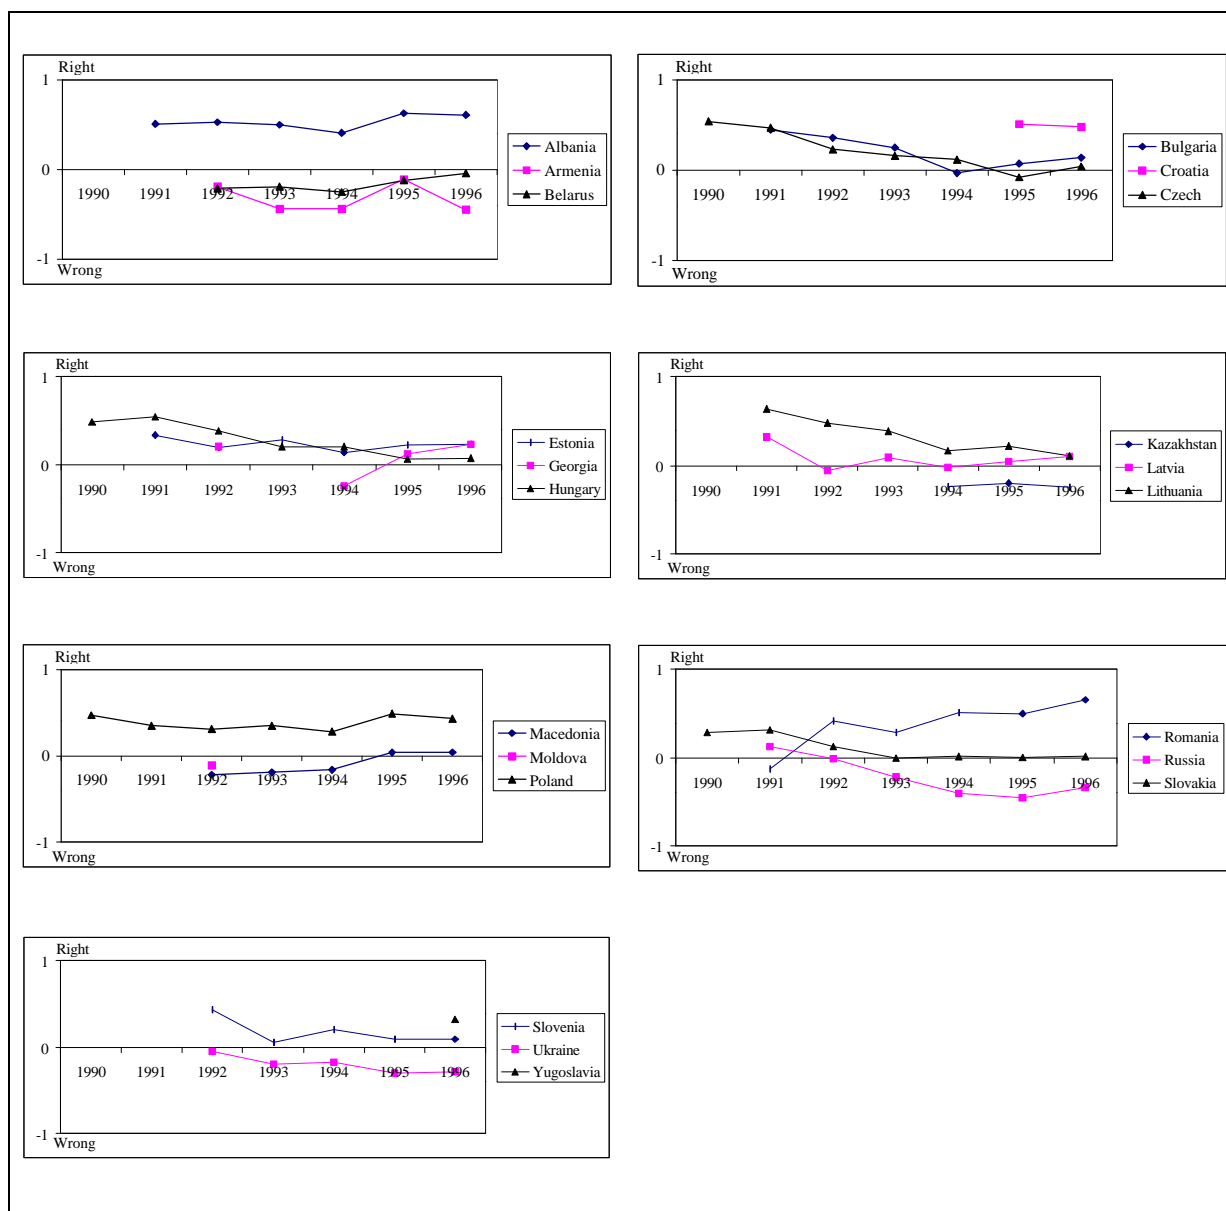 Right
1
0
-1
1990 1991 1992 1993 1994 1995 1996
Wrong
Albania
Armenia
Belarus
Right
1
0
-1
1990 1991 1992 1993 1994 1995 1996
Wrong
Bulgaria
Croatia
Czech
Right
1
0
-1
1990 1991 1992 1993 1994 1995 1996
Wrong
Estonia
Georgia
Hungary
Right
1
0
-1
1990 1991 1992 1993 1994 1995 1996
Wrong
Kazakhstan
Latvia
Lithuania
Right
1
0
-1
1990 1991 1992 1993 1994 1995 1996
Wrong
Macedonia
Moldova
Poland
Right
1
0
-1
1990 1991 1992 1993 1994 1995 1996
Wrong
Romania
Russia
Slovakia
Right
1
0
-1
1990 1991 1992 1993 1994 1995 1996
Wrong
Slovenia
Ukraine
Yugoslavia